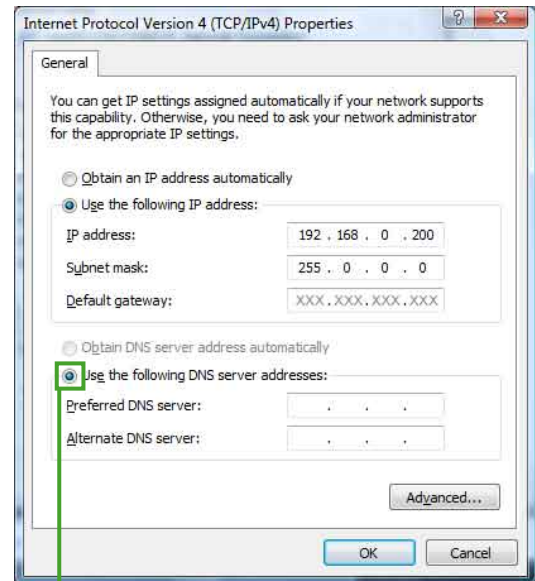 Internet Protocol Version 4 (TCP/IPv4) Properties
General
You can get IP settings assigned automatically if your network supports
this capability. Otherwise, you need to ask your network administrator
for the appropriate IP settings.
Obtain an IP address automatically
Use the following IP address:
IP address: 192 . 168 . 0 . 200
Subnet mask: 255 . 0 . 0 . 0
Default gateway: XXX.XXX.XXX.XXX
Obtain DNS server address automatically
Use the following DNS server addresses:
Preferred DNS server: . . .
Alternate DNS server: . . .
Advanced...
OK Cancel